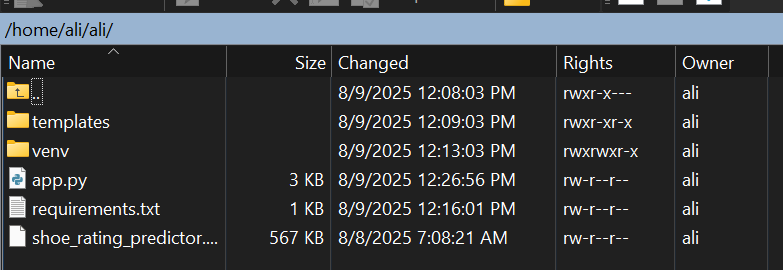 /home/ali/ali/
Name Size Changed Rights Owner
.. 8/9/2025 12:08:03 PM rwxr-x--- ali
templates 8/9/2025 12:09:03 PM rwxr-xr-x ali
venv 8/9/2025 12:13:03 PM rwxrwxr-x ali
app.py 3 KB 8/9/2025 12:26:56 PM rw-r--r-- ali
requirements.txt 1 KB 8/9/2025 12:16:01 PM rw-r--r-- ali
shoe_rating_predictor.... 567 KB 8/8/2025 7:08:21 AM rw-r--r-- ali